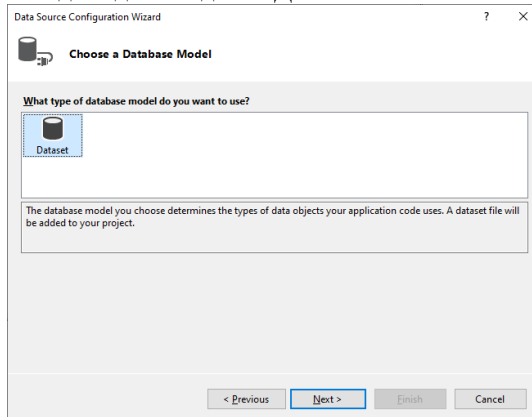 Data Source Configuration Wizard
?
Choose a Database Model
What type of database model do you want to use?
Dataset
The database model you choose determines the types of data objects your application code uses. A dataset file will
be added to your project.
< Previous
Next >
Finish
Cancel